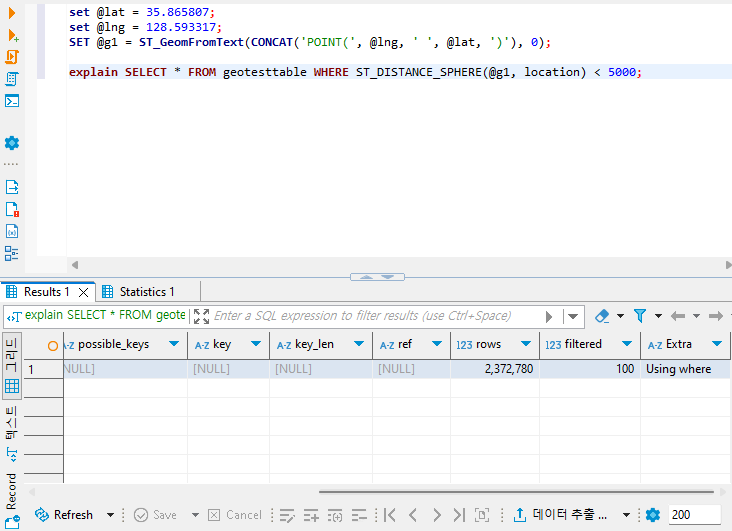 set @lat = 35.865807;
set @lng = 128.593317;
SET @g1 = ST_GeomFromText(CONCAT('POINT(', @lng, ' ', @lat, ')'), 0);
explain SELECT * FROM geotesttable WHERE ST_DISTANCE_SPHERE(@g1, location) < 5000;
Results 1 Statistics 1
explain SELECT * FROM geote Enter a SQL expression to filter results (use Ctrl+Space)
그리드
A-Z possible_keys A-Z key A-Z key_len A-Z ref 123 rows 123 filtered A-Z Extra
1 NULL] [NULL] [NULL] [NULL] 2,372,780 100 Using where
텍스트
Record
Refresh Save Cancel 데이터 추출 ... 200